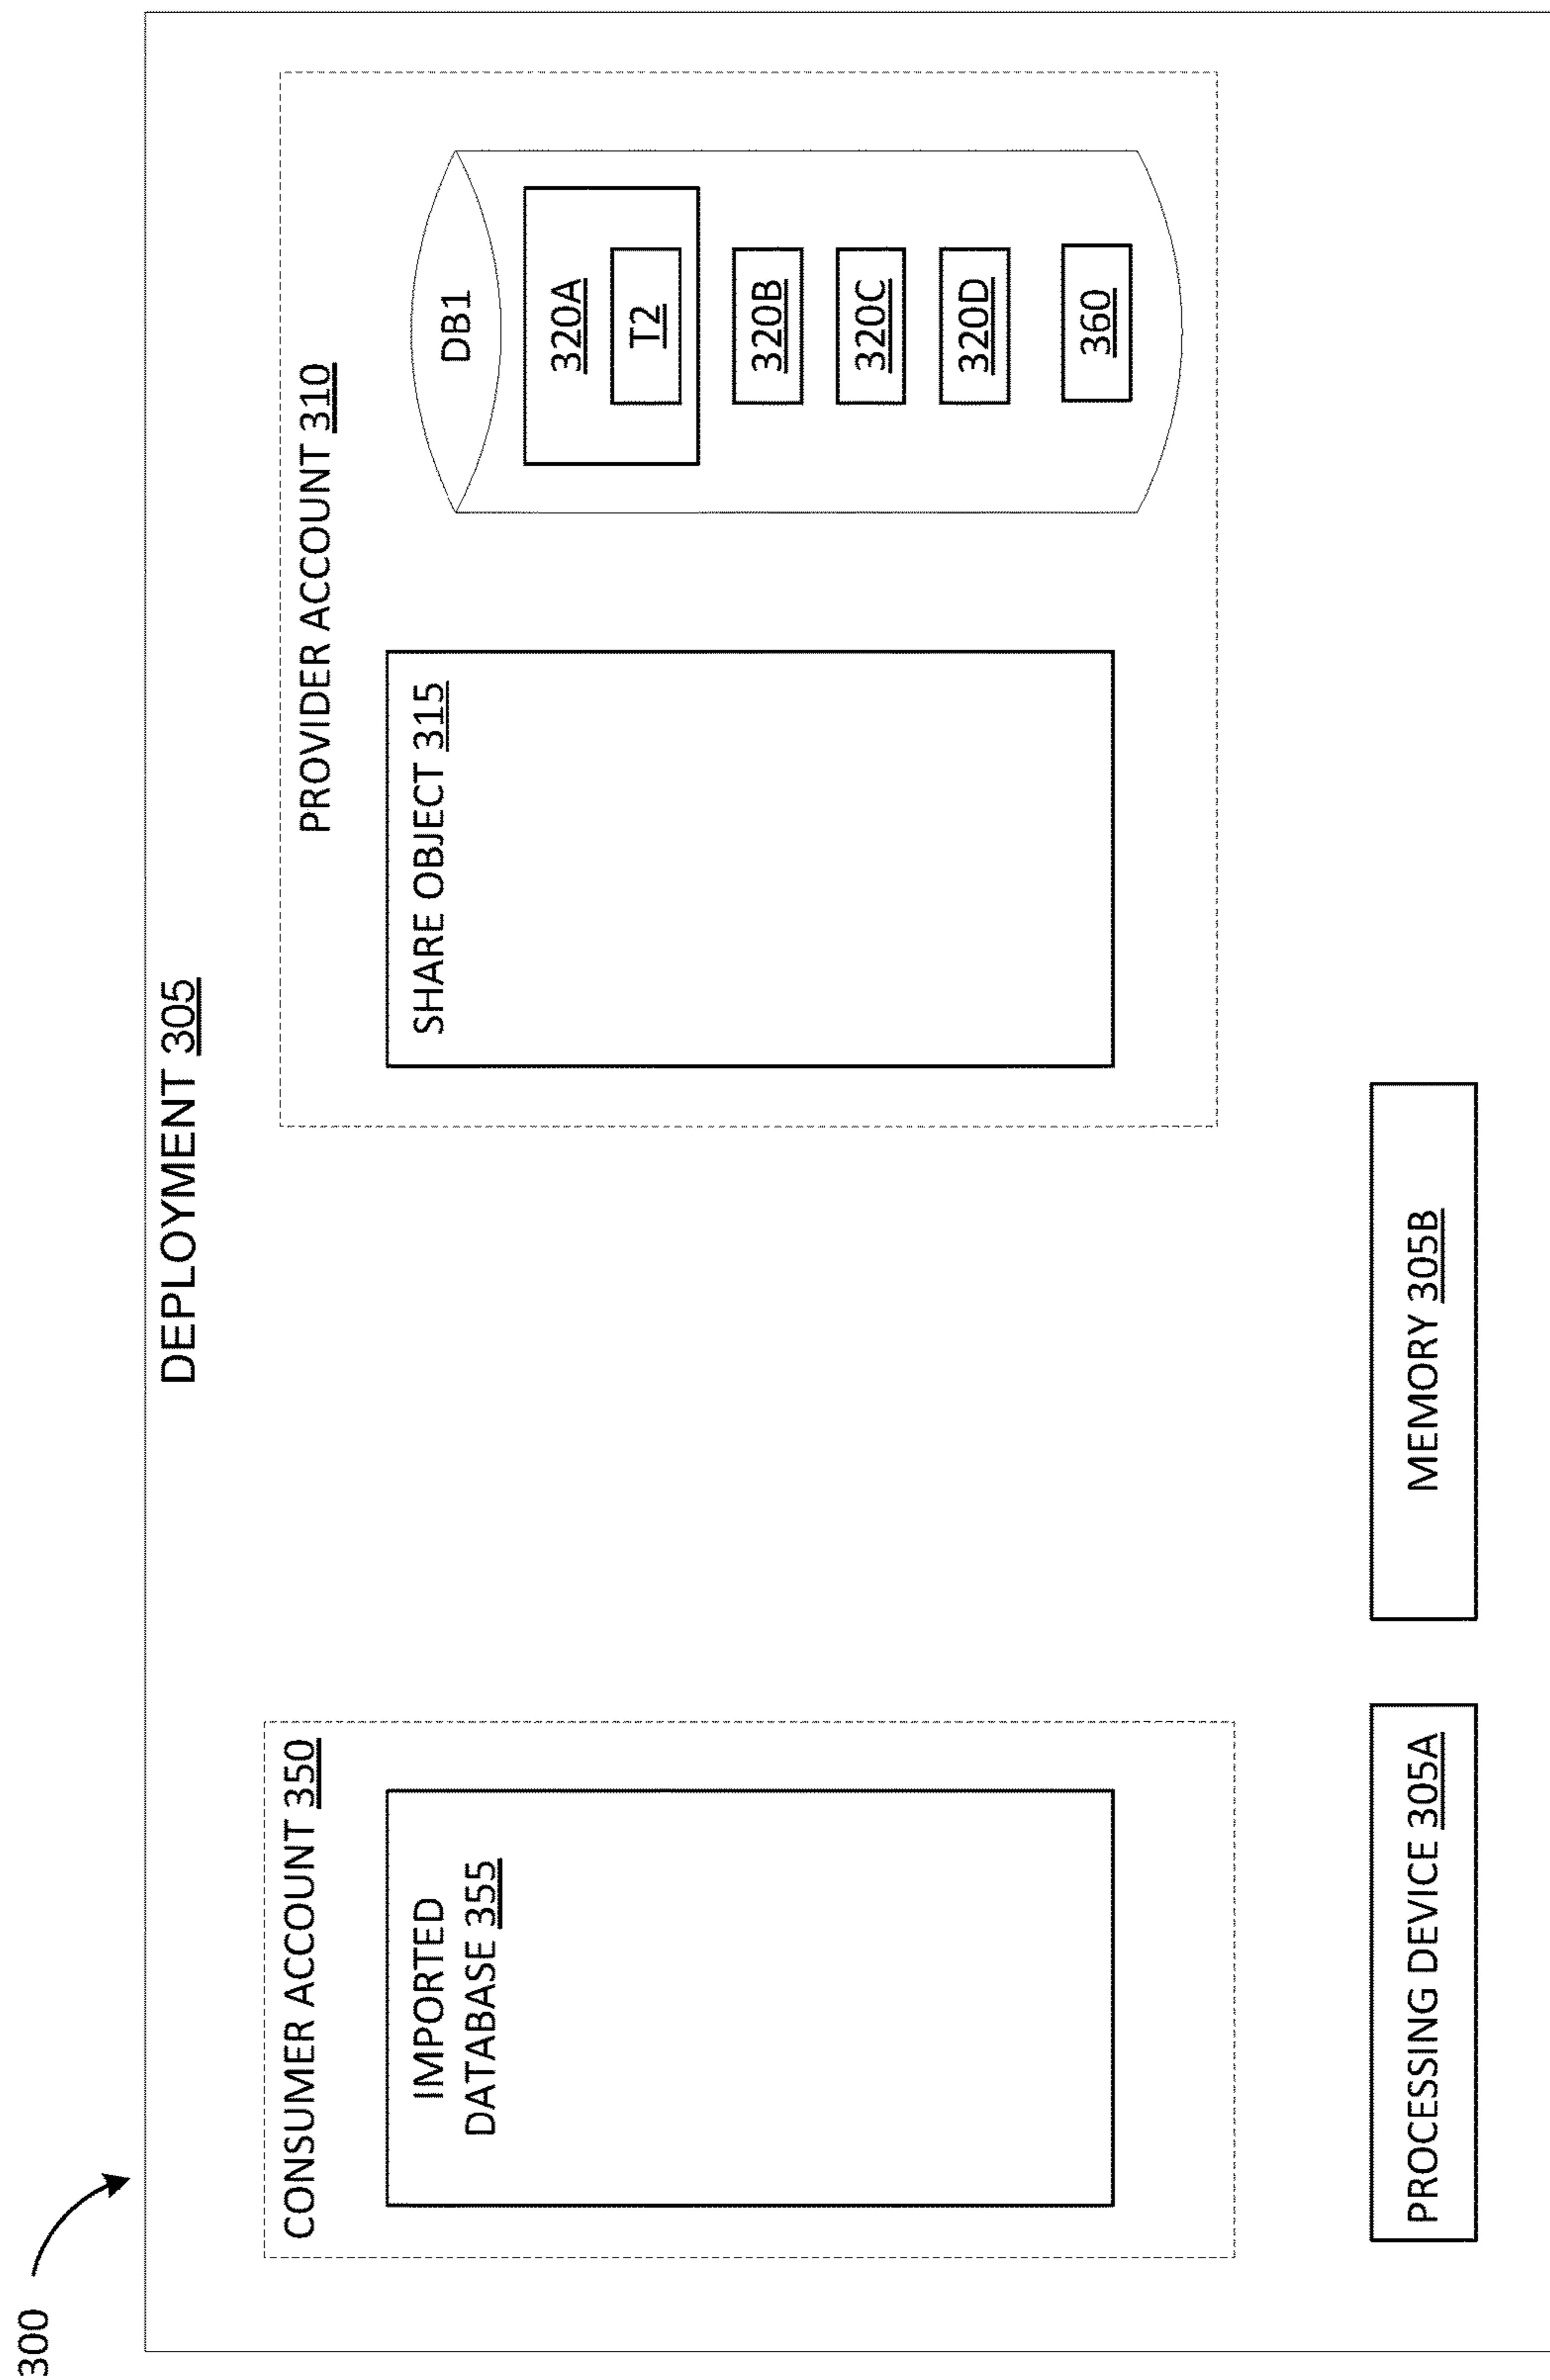 300
DEPLOYMENT 305
CONSUMER ACCOUNT 350
IMPORTED
DATABASE 355
PROVIDER ACCOUNT 310
SHARE OBJECT 315
DB1
320A
T2
320B
320C
320D
360
PROCESSING DEVICE 305A
MEMORY 305B